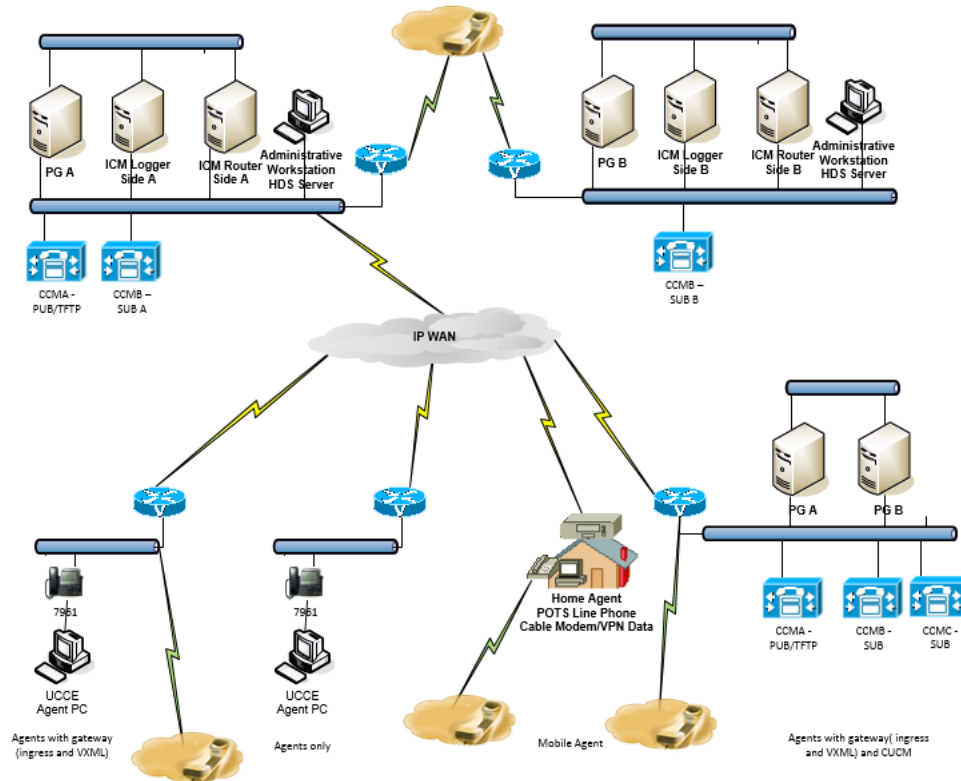 PG A
ICM Logger
Side A
ICM Router
Side A
Administrative
Workstation
HDS Server
PG B
ICM Logger
Side B
ICM Router
Side B
Administrative
Workstation
HDS Server
CCMA -
PUB/TFTP
CCMB –
SUB A
CCMB –
SUB B
IP WAN
PG A
PG B
7961
UCCE
Agent PC
Agents with gateway
(ingress and VXML)
7961
UCCE
Agent PC
Agents only
Home Agent
POTS Line Phone
Cable Modem/VPN Data
Mobile Agent
CCMA -
PUB/TFTP
CCMB -
SUB
CCMC -
SUB
Agents with gateway( ingress
and VXML) and CUCM